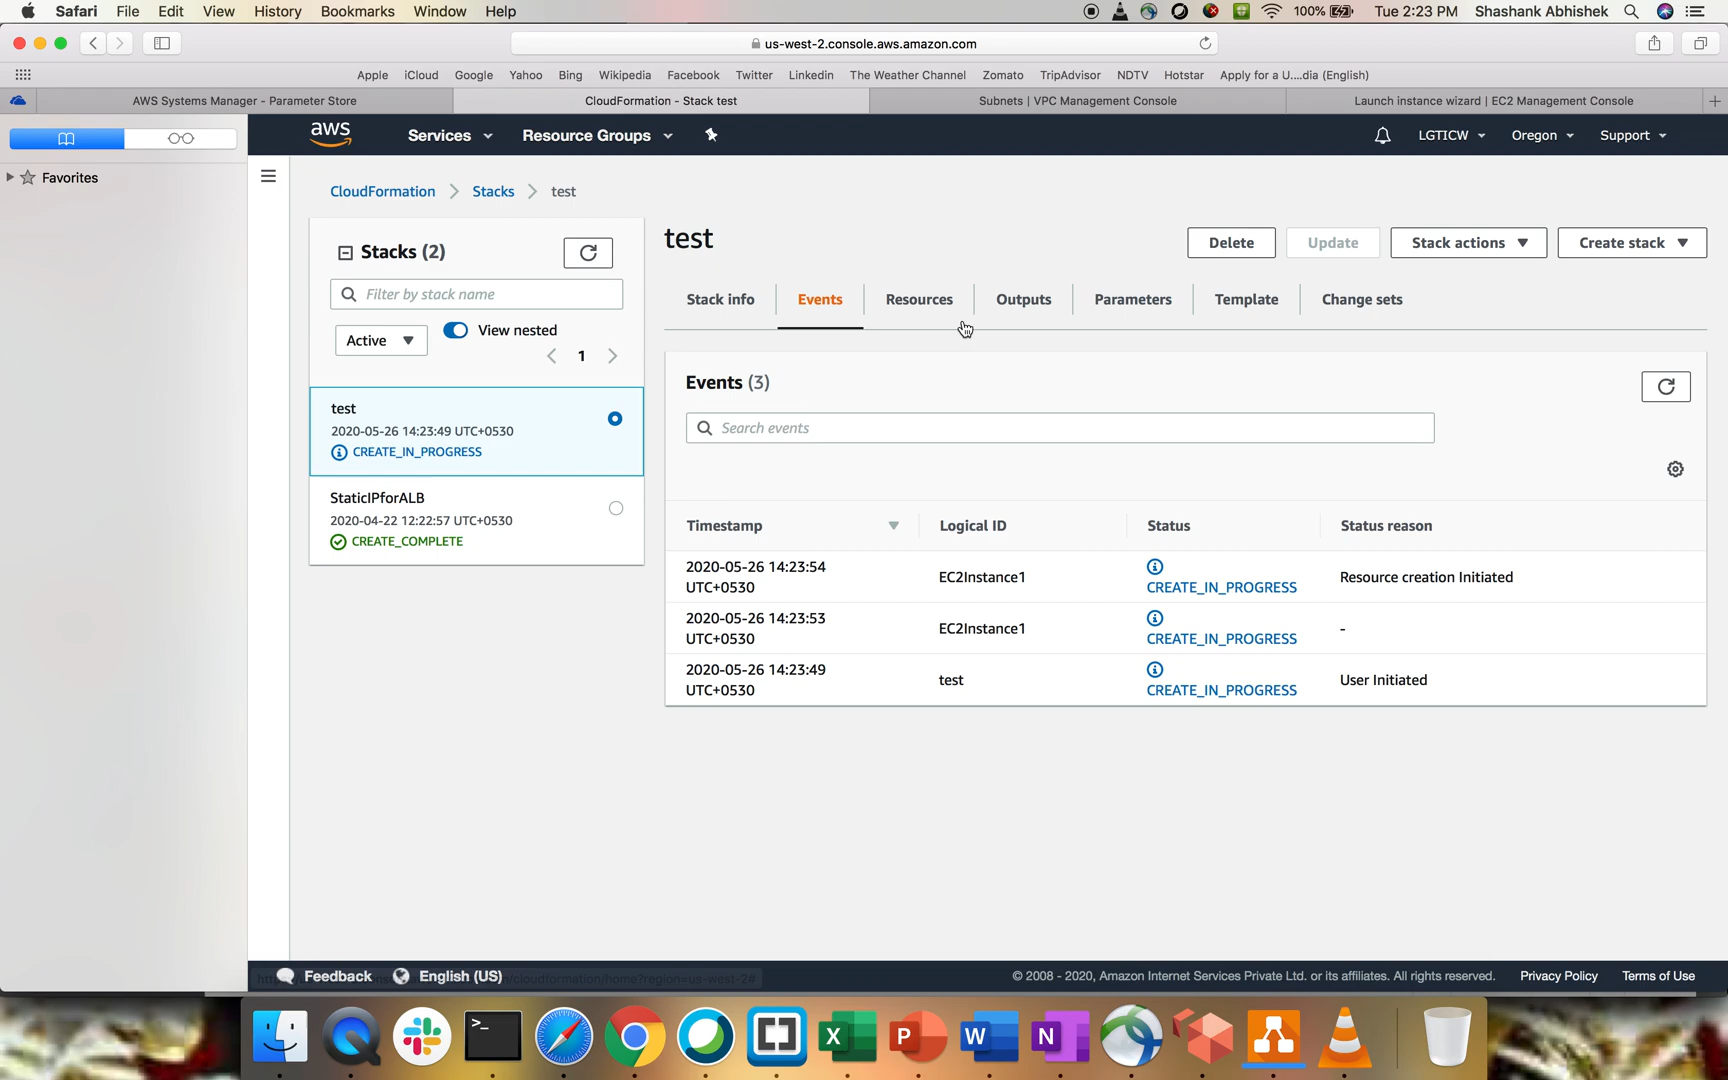 Safari File Edit View History Bookmarks Window Help 100% Tue 2:23 PM Shashank Abhishek
us-west-2.console.aws.amazon.com
Apple iCloud Google Yahoo Bing Wikipedia Facebook Twitter LinkedIn The Weather Channel Zomato TripAdvisor NDTV Hotstar Apply for a U....dia (English)
AWS Systems Manager - Parameter Store CloudFormation - Stack test Subnets | VPC Management Console Launch instance wizard | EC2 Management Console
aws Services Resource Groups LGTICW Oregon Support
Favorites
CloudFormation Stacks test
Stacks (2)
Filter by stack name
Active View nested
1
test
2020-05-26 14:23:49 UTC+0530
CREATE_IN_PROGRESS
StaticIPforALB
2020-04-22 12:22:57 UTC+0530
CREATE_COMPLETE
test
Delete Update Stack actions Create stack
Stack info Events Resources Outputs Parameters Template Change sets
Events (3)
Search events
Timestamp Logical ID Status Status reason
2020-05-26 14:23:54 UTC+0530 EC2Instance1 CREATE_IN_PROGRESS Resource creation Initiated
2020-05-26 14:23:53 UTC+0530 EC2Instance1 CREATE_IN_PROGRESS -
2020-05-26 14:23:49 UTC+0530 test CREATE_IN_PROGRESS User Initiated
Feedback English (US) © 2008 - 2020, Amazon Internet Services Private Ltd. or its affiliates. All rights reserved. Privacy Policy Terms of Use